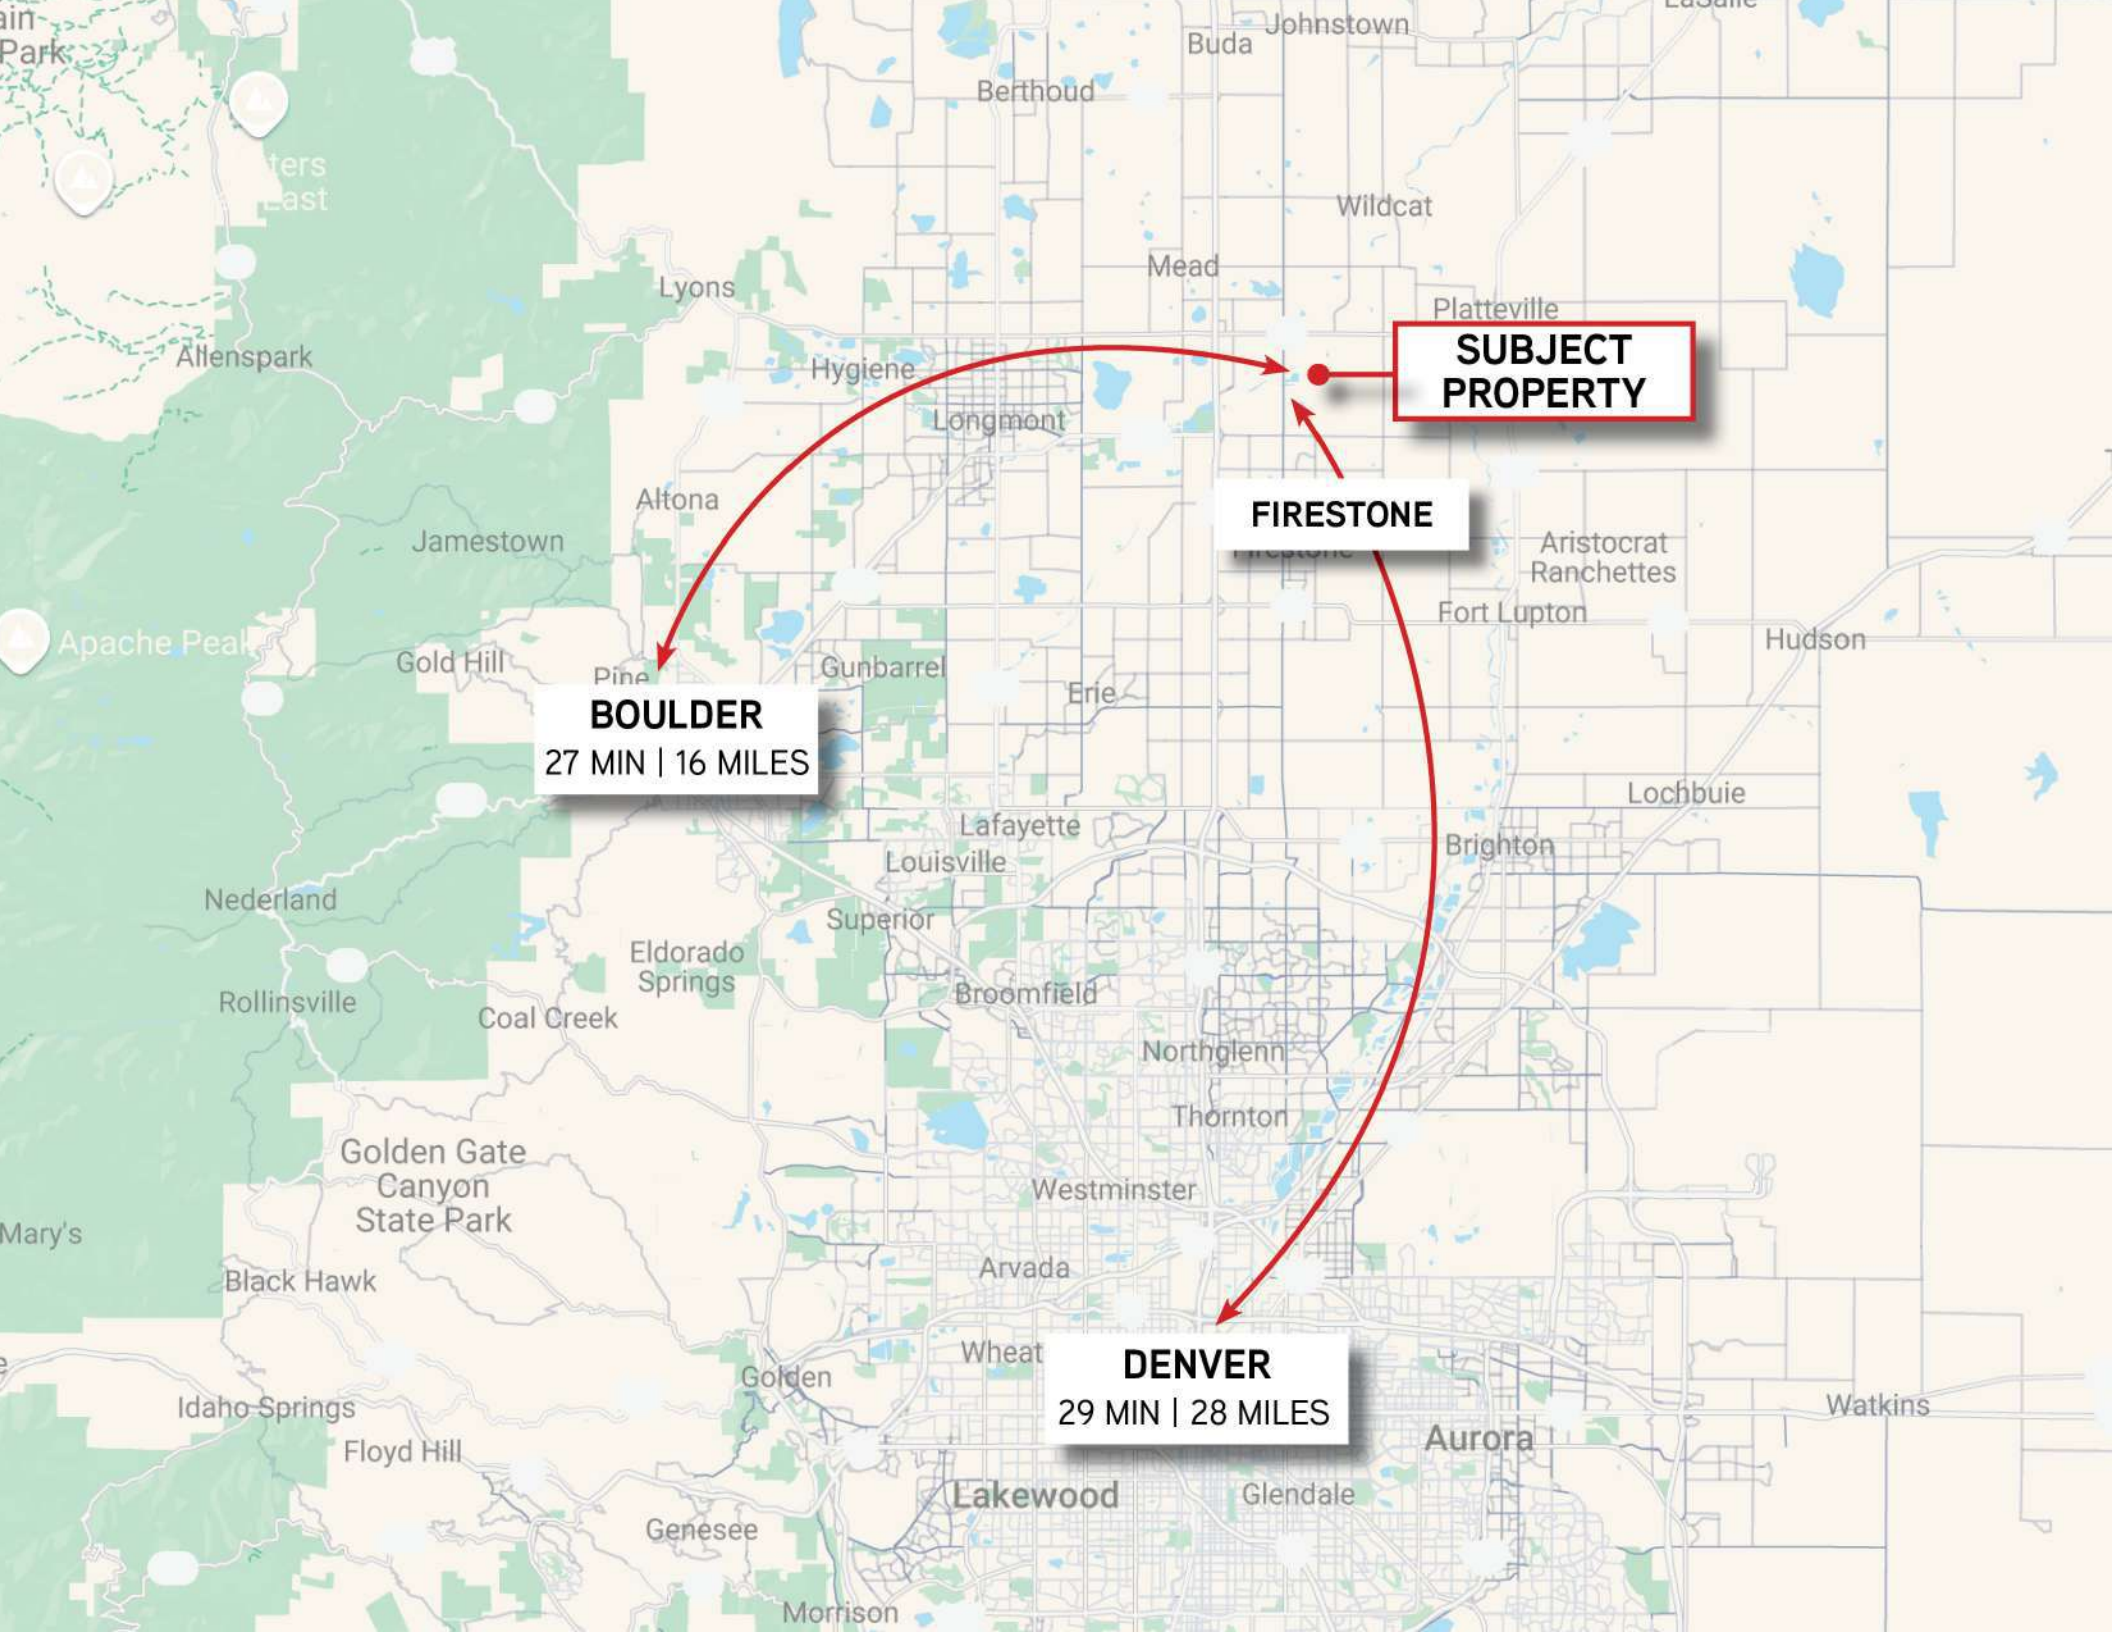 Park
Buda
Johnstown
Berthoud
Wildcat
Mead
Lyons
Platteville
SUBJECT
PROPERTY
Allenspark
Hygiene
Longmont
Altona
FIRESTONE
Jamestown
Aristocrat
Ranchettes
Fort Lupton
Apache Peak
Hudson
Gold Hill
Pine
Gunbarrel
Erie
BOULDER
27 MIN | 16 MILES
Lochbuie
Lafayette
Brighton
Louisville
Nederland
Superior
Eldorado
Springs
Rollinsville
Broomfield
Coal Creek
Northglenn
Thornton
Golden Gate
Canyon
State Park
Westminster
Mary's
Arvada
Black Hawk
Wheat
DENVER
29 MIN | 28 MILES
Golden
Idaho Springs
Watkins
Floyd Hill
Aurora
Lakewood
Glendale
Genesee
Morrison